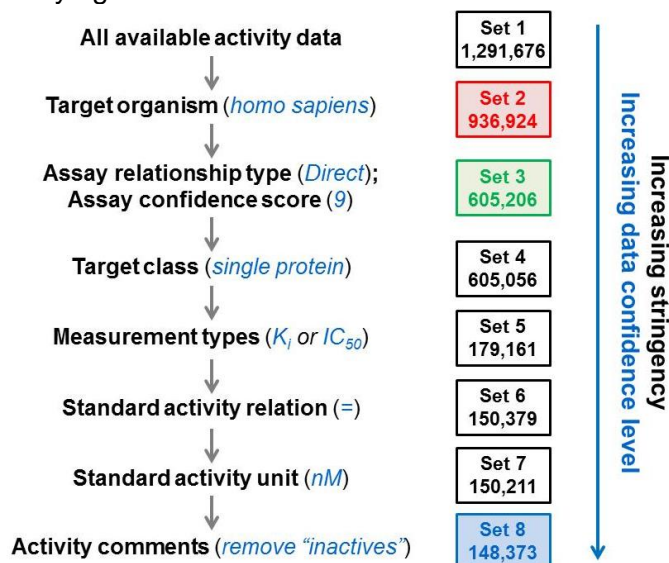 All available activity data
Set 1
1,291,676
Target organism (homo sapiens)
Set 2
936,924
Assay relationship type (Direct);
Assay confidence score (9)
Set 3
605,206
Target class (single protein)
Set 4
605,056
Measurement types (Ki or IC50)
Set 5
179,161
Standard activity relation (=)
Set 6
150,379
Standard activity unit (nM)
Set 7
150,211
Activity comments (remove “inactives”)
Set 8
148,373
Increasing data confidence level
Increasing stringency